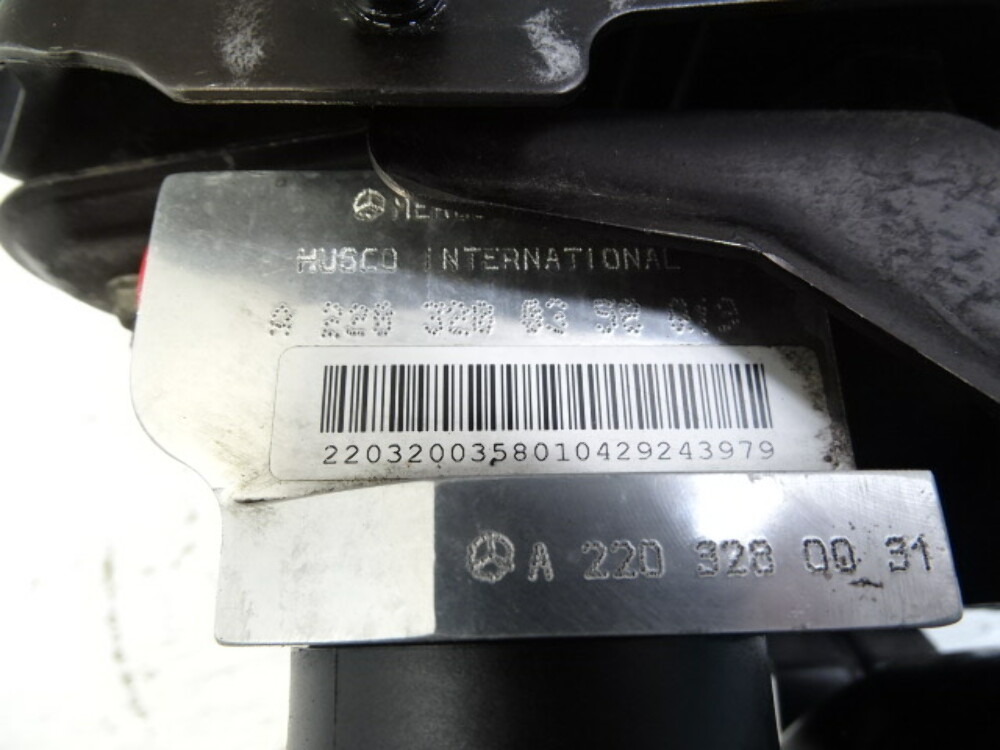 HUSCO INTERNATIONAL
A 220 320 03 58
2203200358010429243979
A 220 328 00 31